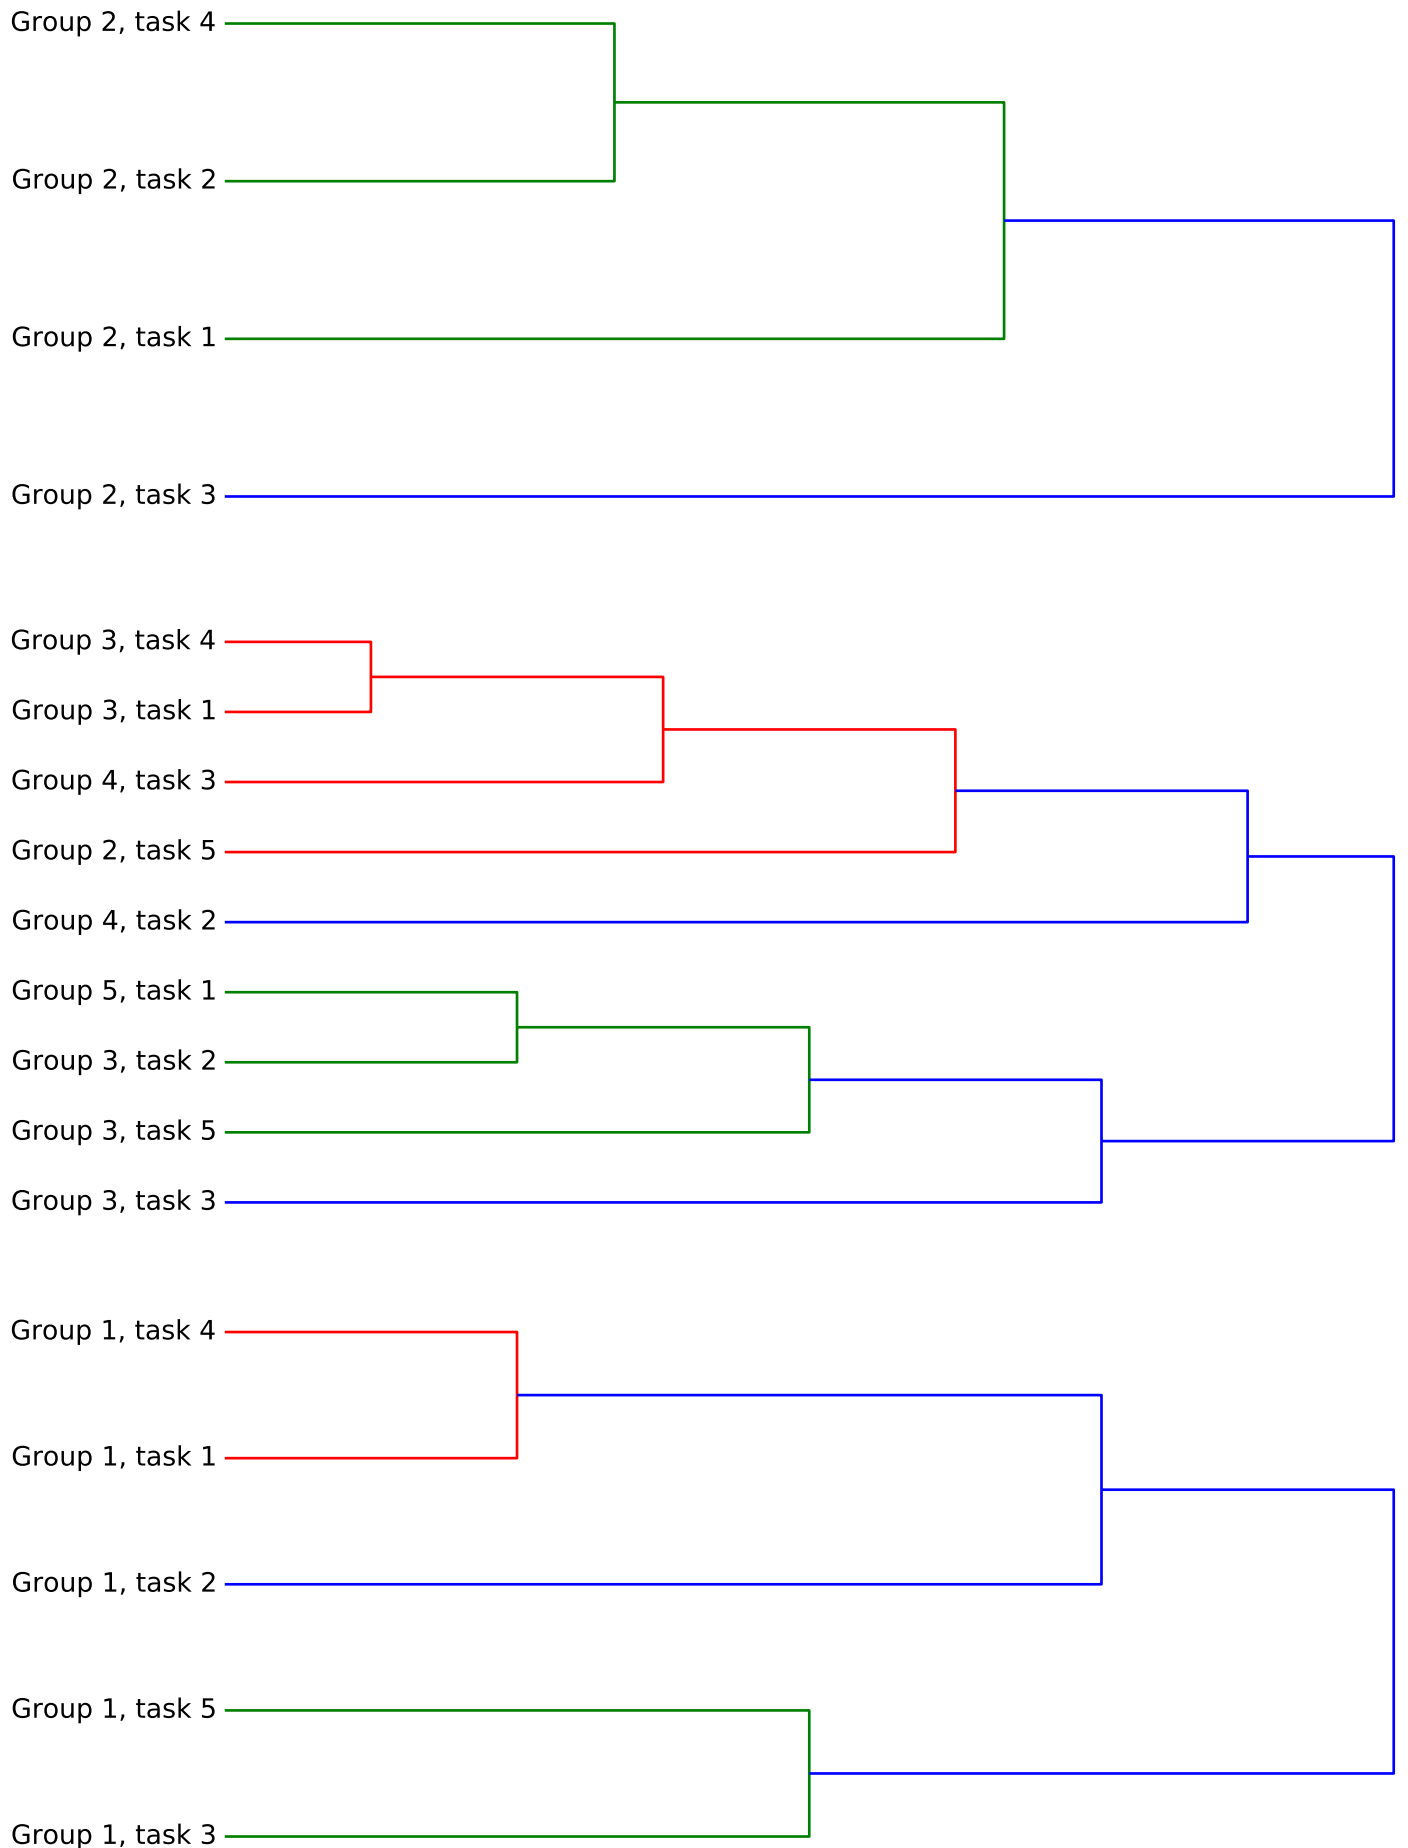 Group 2, task 4
Group 2, task 2
Group 2, task 1
Group 2, task 3
Group 3, task 4
Group 3, task 1
Group 4, task 3
Group 2, task 5
Group 4, task 2
Group 5, task 1
Group 3, task 2
Group 3, task 5
Group 3, task 3
Group 1, task 4
Group 1, task 1
Group 1, task 2
Group 1, task 5
Group 1, task 3